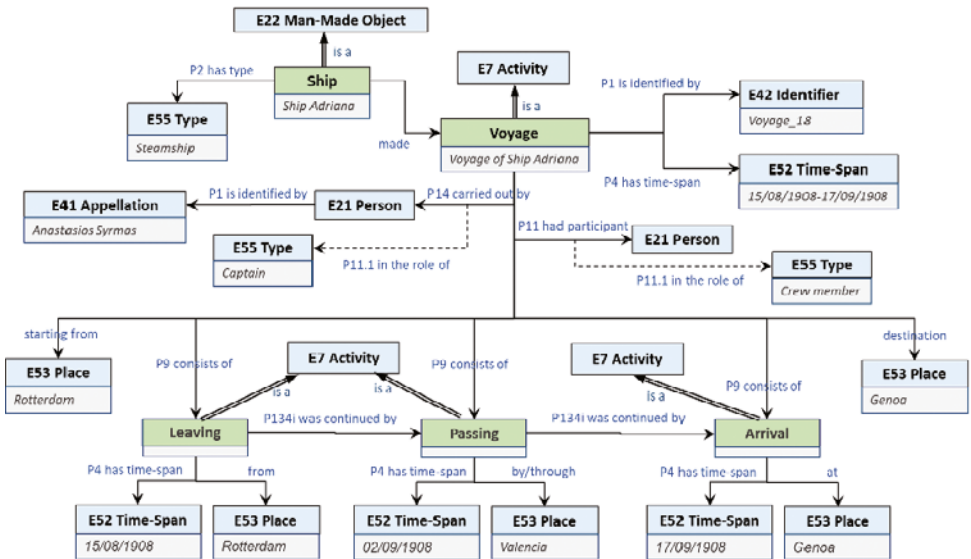 E22 Man-Made Object
is a
P2 has type
Ship
Ship Adriana
E7 Activity
is a
P1 is identified by
E42 Identifier
Voyage_18
E55 Type
Steamship
made
Voyage
Voyage of Ship Adriana
P4 has time-span
E52 Time-Span
15/08/1908-17/09/1908
P1 is identified by
P14 carried out by
E41 Appellation
Anastasios Syrmas
E21 Person
P11 had participant
E21 Person
E55 Type
Captain
P11.1 in the role of
P11.1 in the role of
E55 Type
Crew member
starting from
destination
E53 Place
Rotterdam
P9 consists of
E7 Activity
P9 consists of
E7 Activity
P9 consists of
E53 Place
Genoa
is a
is a
is a
Leaving
P134i was continued by
Passing
P134i was continued by
Arrival
P4 has time-span
from
P4 has time-span
by/through
P4 has time-span
at
E52 Time-Span
15/08/1908
E53 Place
Rotterdam
E52 Time-Span
02/09/1908
E53 Place
Valencia
E52 Time-Span
17/09/1908
E53 Place
Genoa